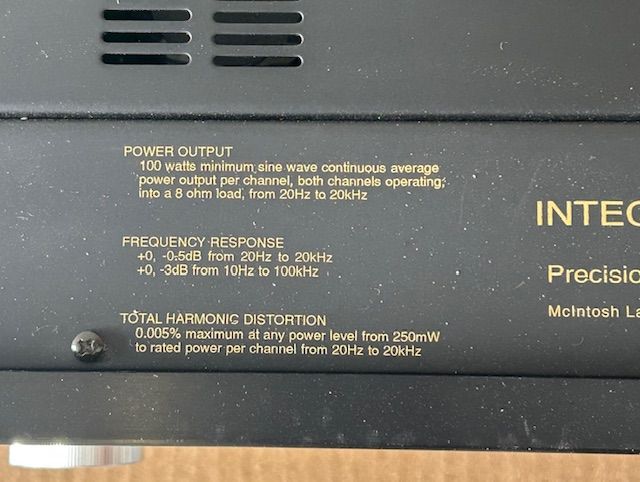 POWER OUTPUT
100 watts minimum sine wave continuous average
power output per channel, both channels operating,
into a 8 ohm load, from 20Hz to 20kHz
FREQUENCY RESPONSE
+0, -0.5dB from 20Hz to 20kHz
+0, -3dB from 10Hz to 100kHz
TOTAL HARMONIC DISTORTION
0.005% maximum at any power level from 250mW
to rated power per channel from 20Hz to 20kHz
INTEG
Precisio
McIntosh La